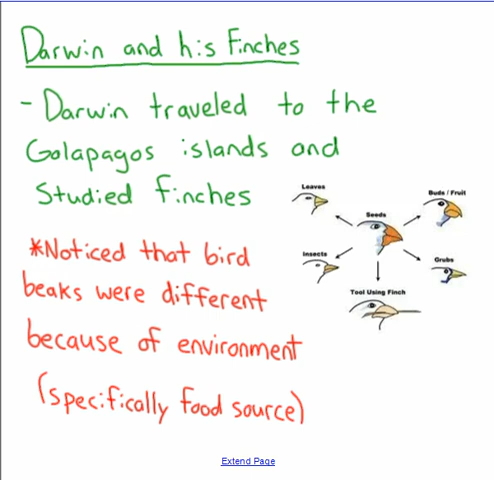 Darwin and his Finches
- Darwin traveled to the
Golapagos islands and
Studied finches
*Noticed that bird
beaks were different
because of environment
(specifically food source)
Leaves
Buds / Fruit
Seeds
Insects
Grubs
Tool Using Finch
Extend Page